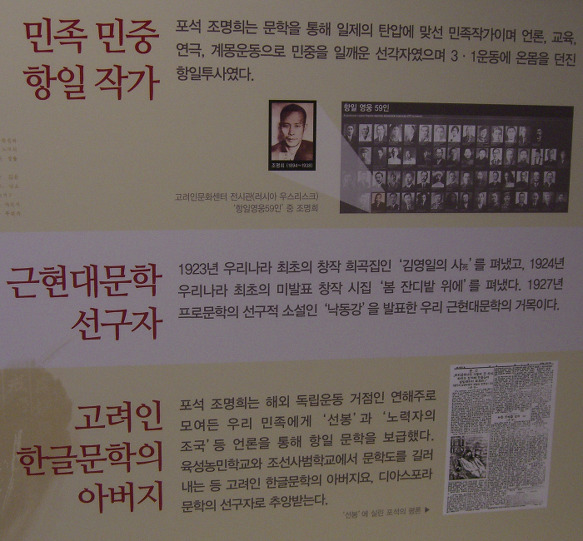 민족 민중
항일 작가
포석 조명희는 문학을 통해 일제의 탄압에 맞선 민족작가이며 언론, 교육,
연극, 계몽운동으로 민중을 일깨운 선각자였으며 3·1운동에 온몸을 던진
항일투사였다.
항일 영웅 59인
조명희 (1894~1938)
고려인문화센터 전시관(러시아 우스리스크)
'항일영웅59인' 중 조명희
근현대문학
선구자
1923년 우리나라 최초의 창작 희곡집인 '김영일의 사死'를 펴냈고, 1924년
우리나라 최초의 미발표 창작 시집 '봄 잔디밭 위에'를 펴냈다. 1927년
프로문학의 선구적 소설인 '낙동강'을 발표한 우리 근현대문학의 거목이다.
고려인
한글문학의
아버지
포석 조명희는 해외 독립운동 거점인 연해주로
모여든 우리 민족에게 '선봉'과 '노력자의
조국'등 언론을 통해 항일 문학을 보급했다.
육성농민학교와 조선사범학교에서 문학도를 길러
내는 등 고려인 한글문학의 아버지요, 디아스포라
문학의 선구자로 추앙받는다.
'선봉'에 실린 포석의 평론 ▶